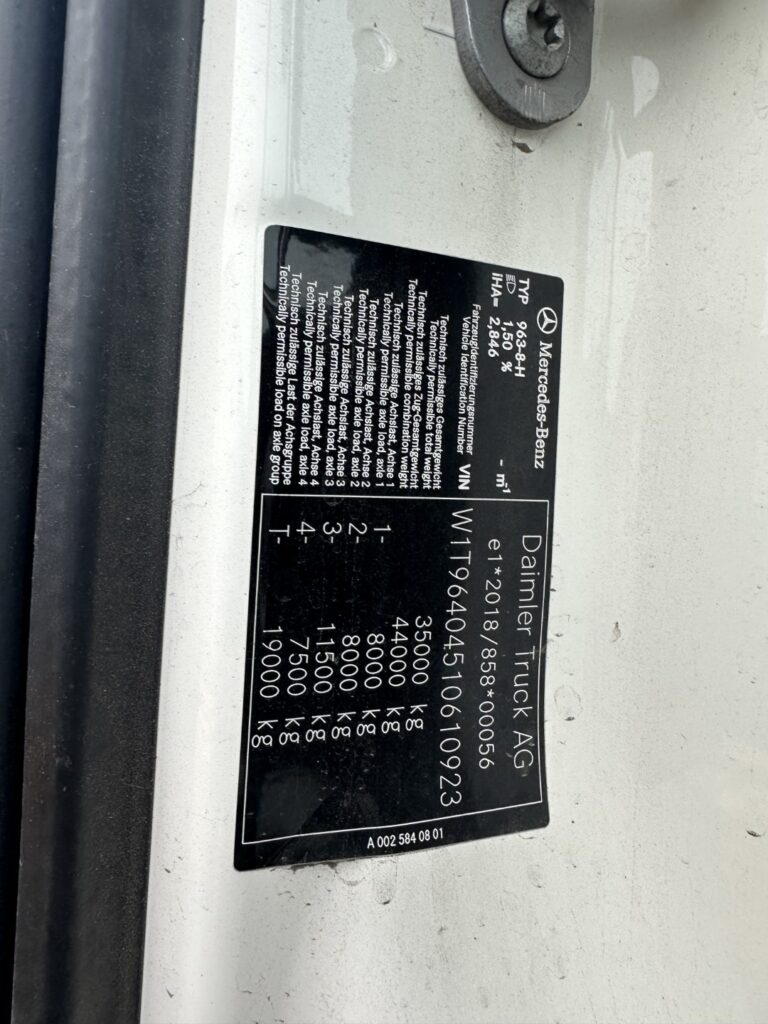 Mercedes-Benz
Daimler Truck AG
TYP 963-8-H
1,50 %
iHA= 2,846
- m⁻¹
e1*2018/858*00056
Fahrzeugidentifizierungsnummer
Vehicle Identification Number VIN W1T96404510610923
Technisch zulässiges Gesamtgewicht
Technically permissible total weight 35000 kg
Technisch zulässiges Zug-Gesamtgewicht
Technically permissible combination weight 44000 kg
Technisch zulässige Achslast, Achse 1
Technically permissible axle load, axle 1 1- 8000 kg
Technisch zulässige Achslast, Achse 2
Technically permissible axle load, axle 2 2- 8000 kg
Technisch zulässige Achslast, Achse 3
Technically permissible axle load, axle 3 3- 11500 kg
Technisch zulässige Achslast, Achse 4
Technically permissible axle load, axle 4 4- 7500 kg
Technisch zulässige Last der Achsgruppe
Technically permissible load on axle group T- 19000 kg
A 002 584 08 01